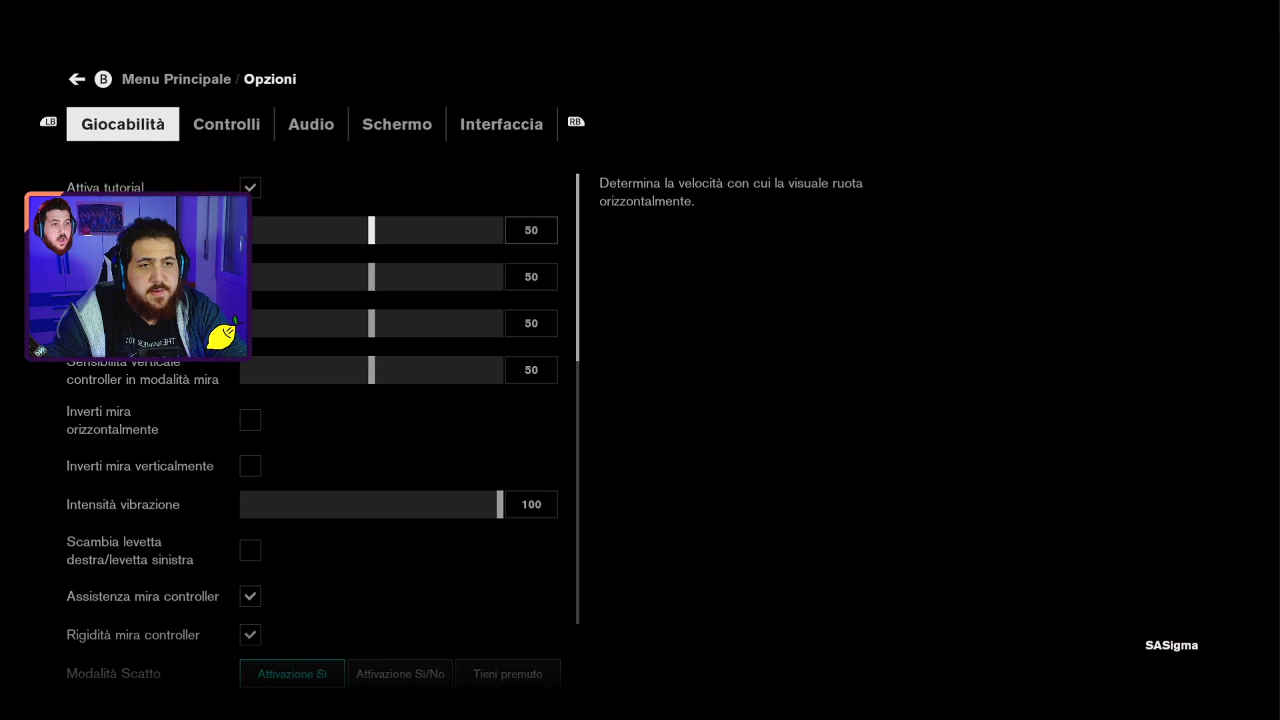 B Menu Principale / Opzioni
LB Giocabilità Controlli Audio Schermo Interfaccia RB
Attiva tutorial
Determina la velocità con cui la visuale ruota
orizzontalmente.
50
50
50
Sensibilità verticale
controller in modalità mira
50
Inverti mira
orizzontalmente
Inverti mira verticalmente
Intensità vibrazione 100
Scambia levetta
destra/levetta sinistra
Assistenza mira controller
Rigidità mira controller
SASigma
Modalità Scatto Attivazione Sì Attivazione Sì/No Tieni premuto